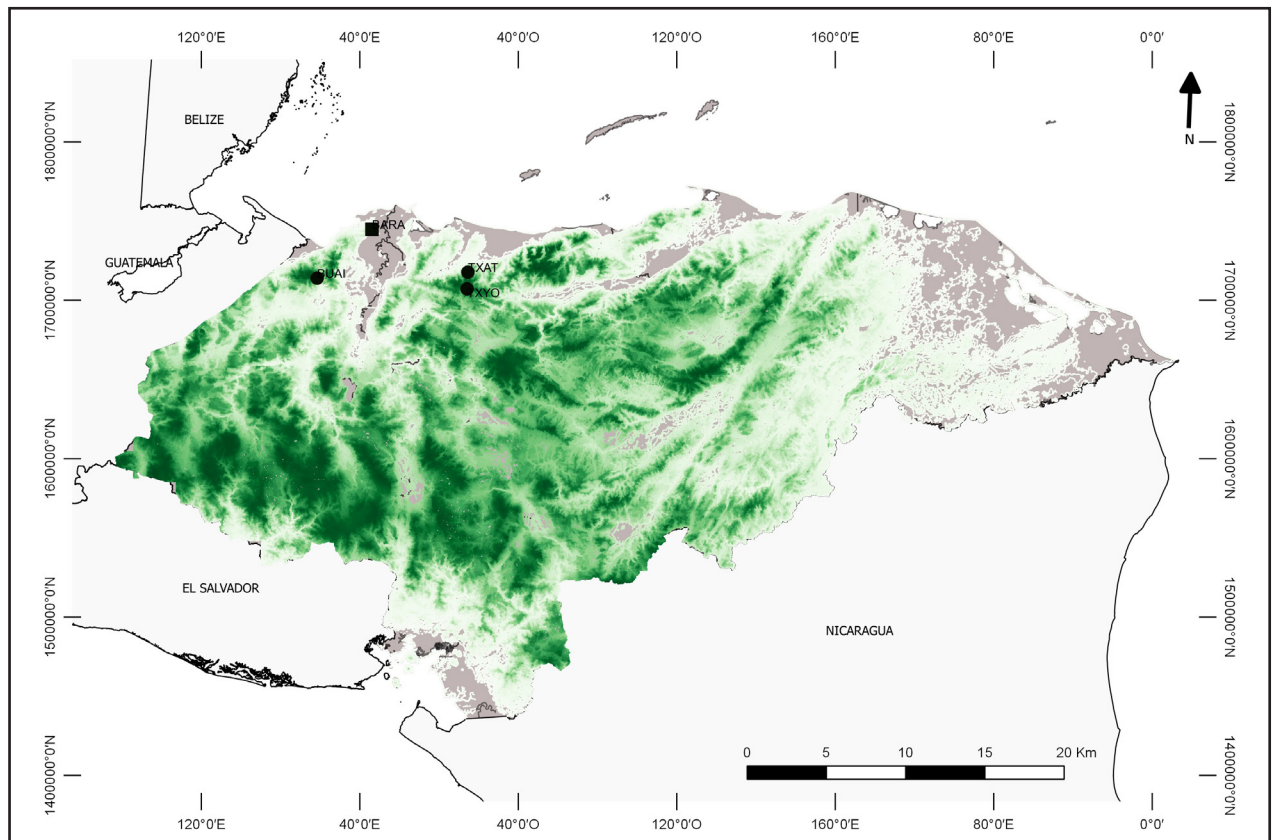 120°0'E 40°0'E 40°0'O 120°0'O 160°0'E 80°0'E 0°0'
N
BELIZE
GUATEMALA
BARA
RUAI
TXAT
TXYO
EL SALVADOR
NICARAGUA
1800000°0'N
1700000°0'N
1600000°0'N
1500000°0'N
1400000°0'N
1800000°0'N
1700000°0'N
1600000°0'N
1500000°0'N
1400000°0'N
0 5 10 15 20 Km
120°0'E 40°0'E 40°0'O 120°0'O 160°0'E 80°0'E 0°0'